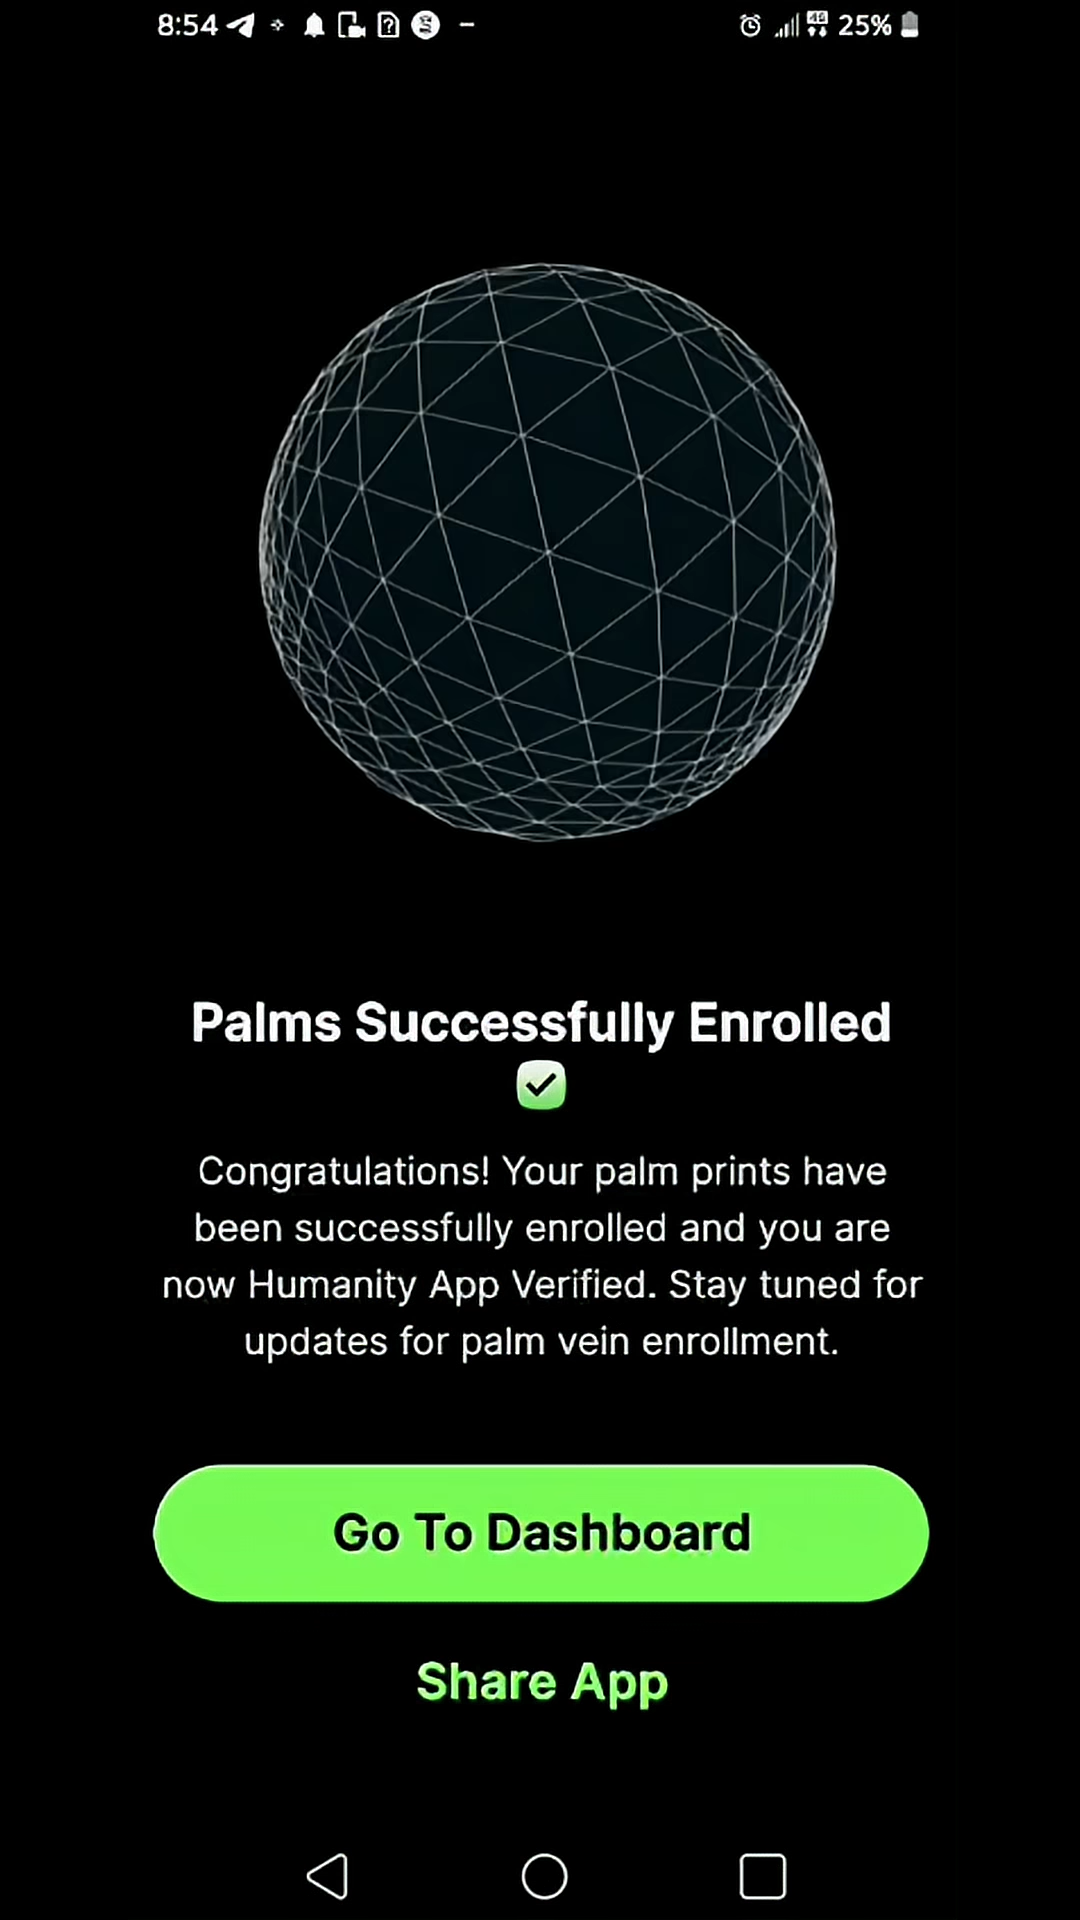 8:54
4G 25%
Palms Successfully Enrolled
Congratulations! Your palm prints have
been successfully enrolled and you are
now Humanity App Verified. Stay tuned for
updates for palm vein enrollment.
Go To Dashboard
Share App